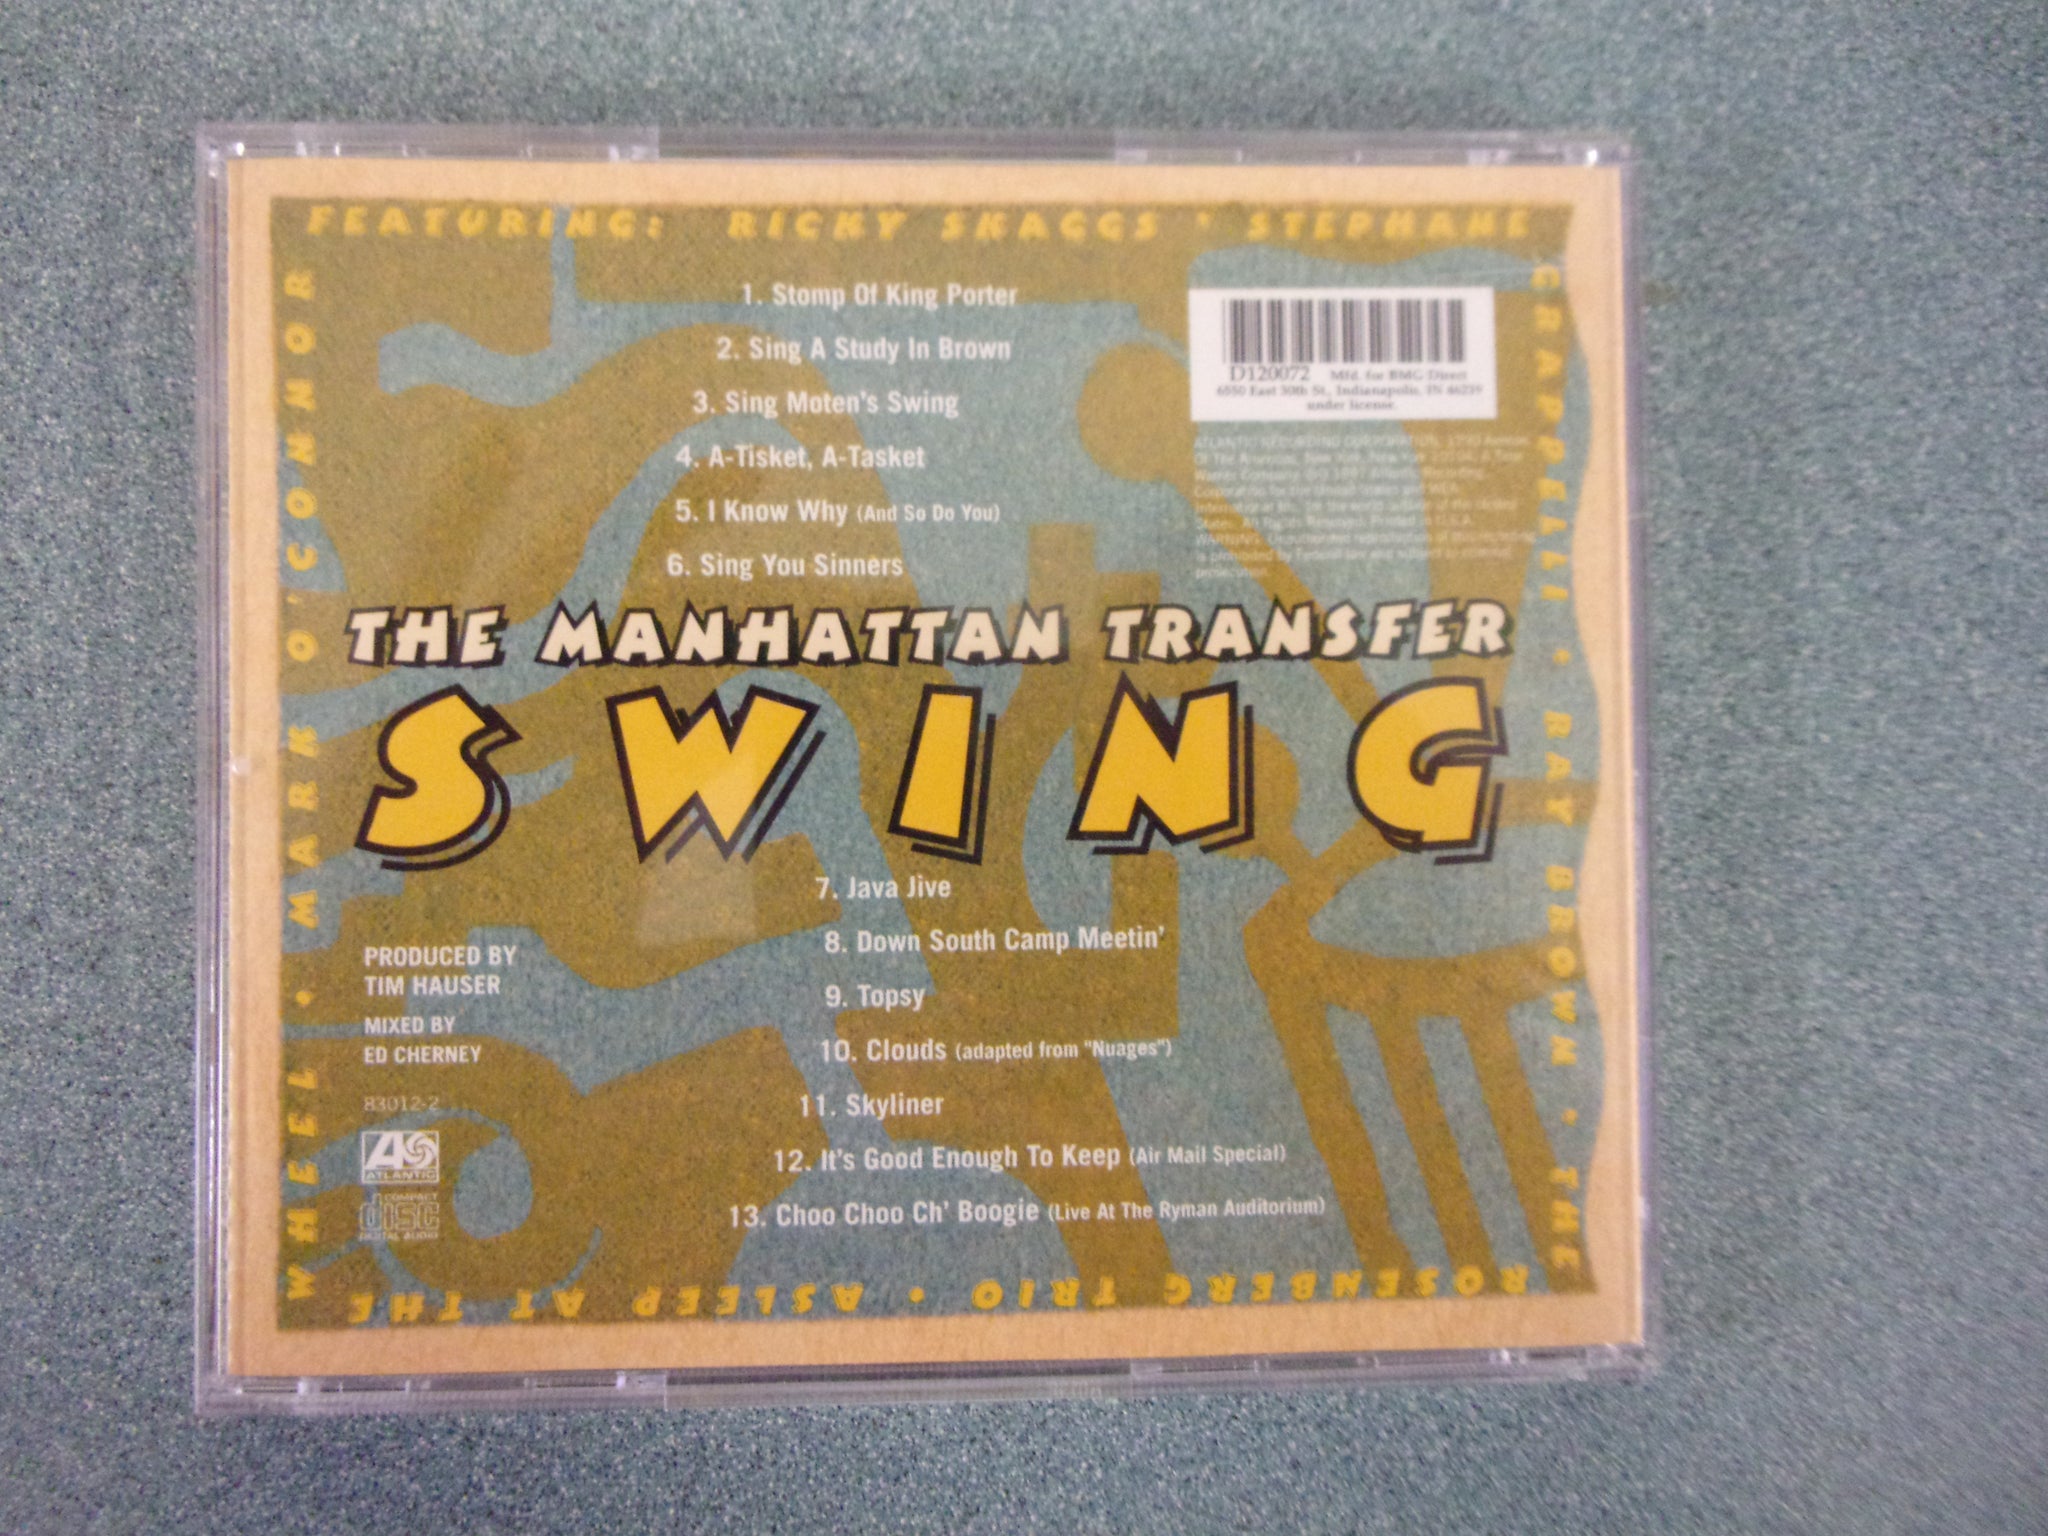 FEATURING: RICKY SKAGGS • STEPHANE
GRAPPELLI • RAY BROWN • THE
ROSENBERG TRIO • ASLEEP AT THE
WHEEL • MARK O'CONNOR
1. Stomp Of King Porter
2. Sing A Study In Brown
3. Sing Moten's Swing
4. A-Tisket, A-Tasket
5. I Know Why (And So Do You)
6. Sing You Sinners
D120072 Mfd. for BMG Direct
6550 East 30th St., Indianapolis, IN 46219
under license.
ATLANTIC RECORDING CORPORATION,
THE MANHATTAN TRANSFER
SWING
7. Java Jive
8. Down South Camp Meetin'
9. Topsy
10. Clouds (adapted from "Nuages")
11. Skyliner
12. It's Good Enough To Keep (Air Mail Special)
13. Choo Choo Ch' Boogie (Live At The Ryman Auditorium)
PRODUCED BY
TIM HAUSER
MIXED BY
ED CHERNEY
83012-2
ATLANTIC
COMPACT
disc
DIGITAL AUDIO